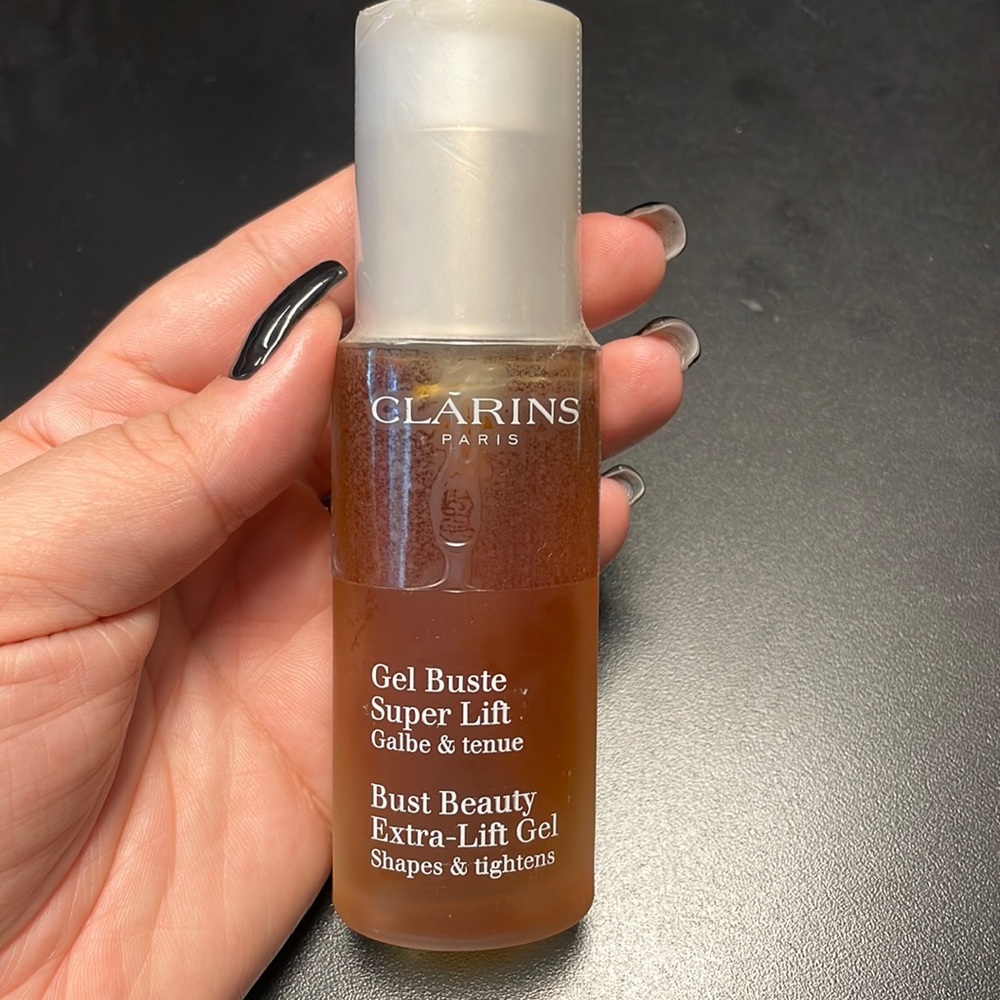 CLARINS
PARIS
Gel Buste
Super Lift
Galbe & tenue
Bust Beauty
Extra-Lift Gel
Shapes & tightens